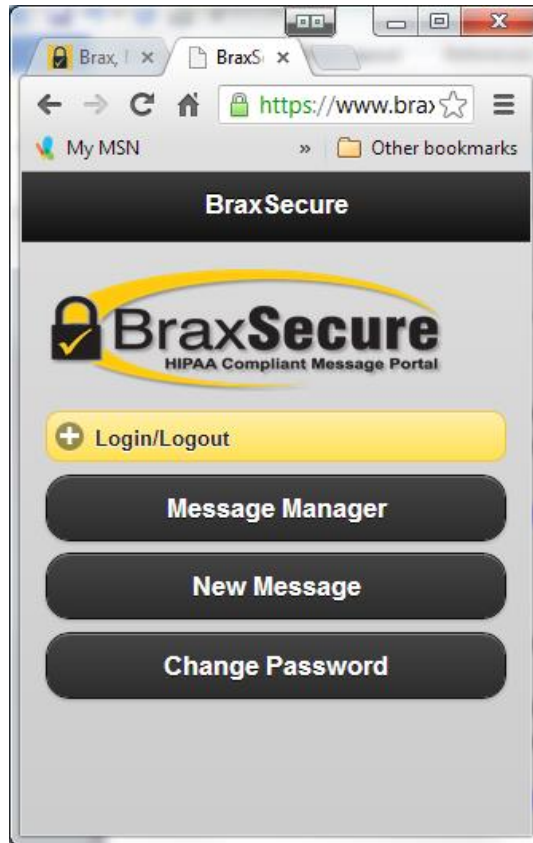 Brax,
BraxS
https://www.brax
My MSN » Other bookmarks
BraxSecure
BraxSecure
HIPAA Compliant Message Portal
Login/Logout
Message Manager
New Message
Change Password